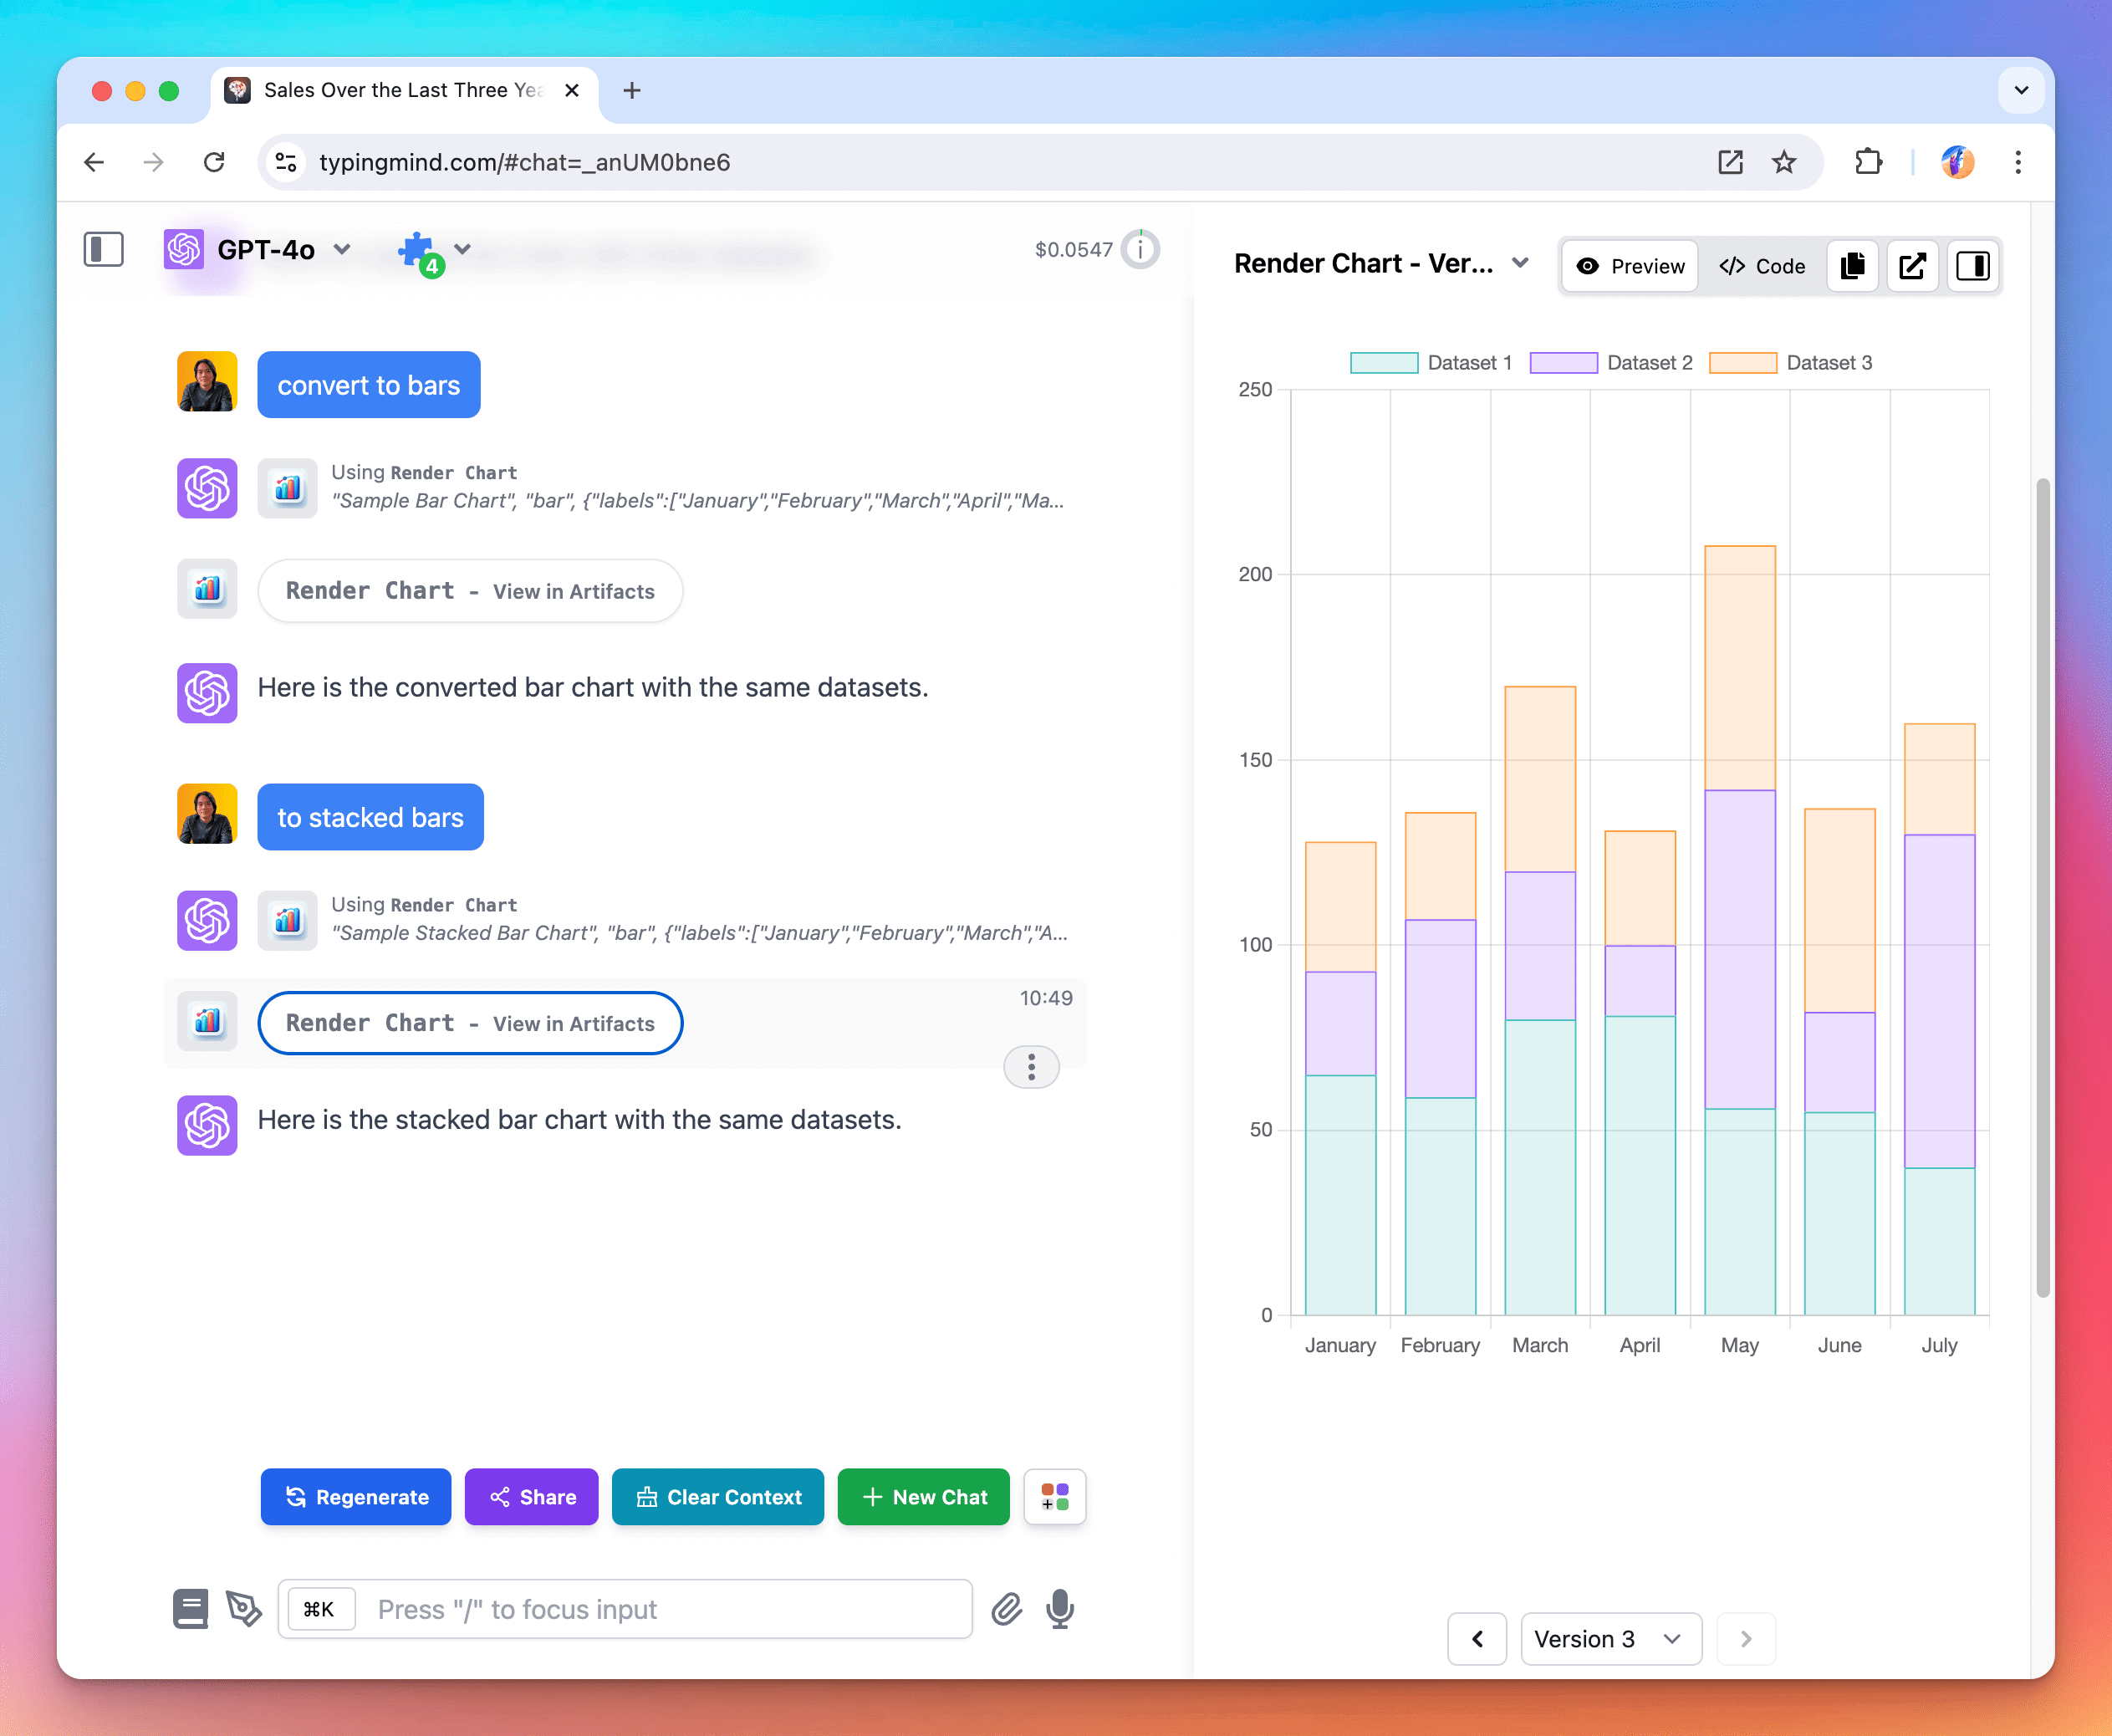 Sales Over the Last Three Yea
typingmind.com/#chat=_anUM0bne6
GPT-4o
4
$0.0547
convert to bars
Using Render Chart
"Sample Bar Chart", "bar", {"labels":["January","February","March","April","Ma...
Render Chart - View in Artifacts
Here is the converted bar chart with the same datasets.
to stacked bars
Using Render Chart
"Sample Stacked Bar Chart", "bar", {"labels":["January","February","March","A...
10:49
Render Chart - View in Artifacts
Here is the stacked bar chart with the same datasets.
Regenerate
Share
Clear Context
New Chat
⌘K
Press "/" to focus input
Render Chart - Ver...
Preview
Code
Dataset 1 Dataset 2 Dataset 3
250
200
150
100
50
0
January February March April May June July
Version 3